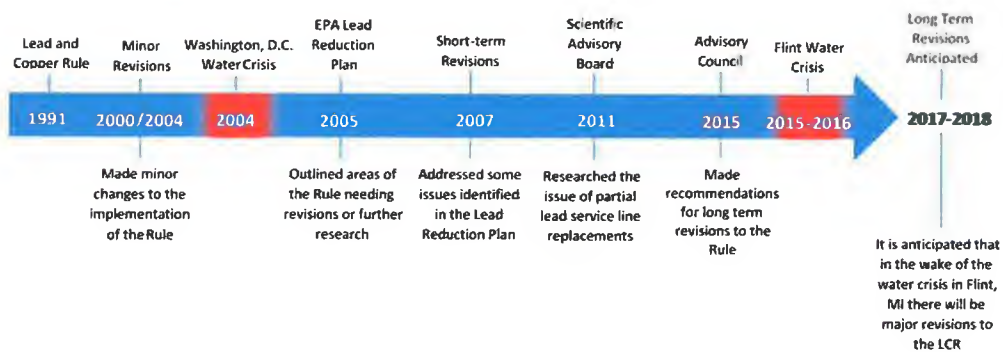 Lead and
Copper Rule
Minor
Revisions
Washington, D.C.
Water Crisis
EPA Lead
Reduction
Plan
Short-term
Revisions
Scientific
Advisory
Board
Advisory
Council
Flint Water
Crisis
Long Term
Revisions
Anticipated
1991
2000/2004
2004
2005
2007
2011
2015
2015-2016
2017-2018
Made minor
changes to the
implementation
of the Rule
Outlined areas of
the Rule needing
revisions or further
research
Addressed some
issues identified
in the Lead
Reduction Plan
Researched the
issue of partial
lead service line
replacements
Made
recommendations
for long term
revisions to the
Rule
It is anticipated that
in the wake of the
water crisis in Flint,
MI there will be
major revisions to
the LCR